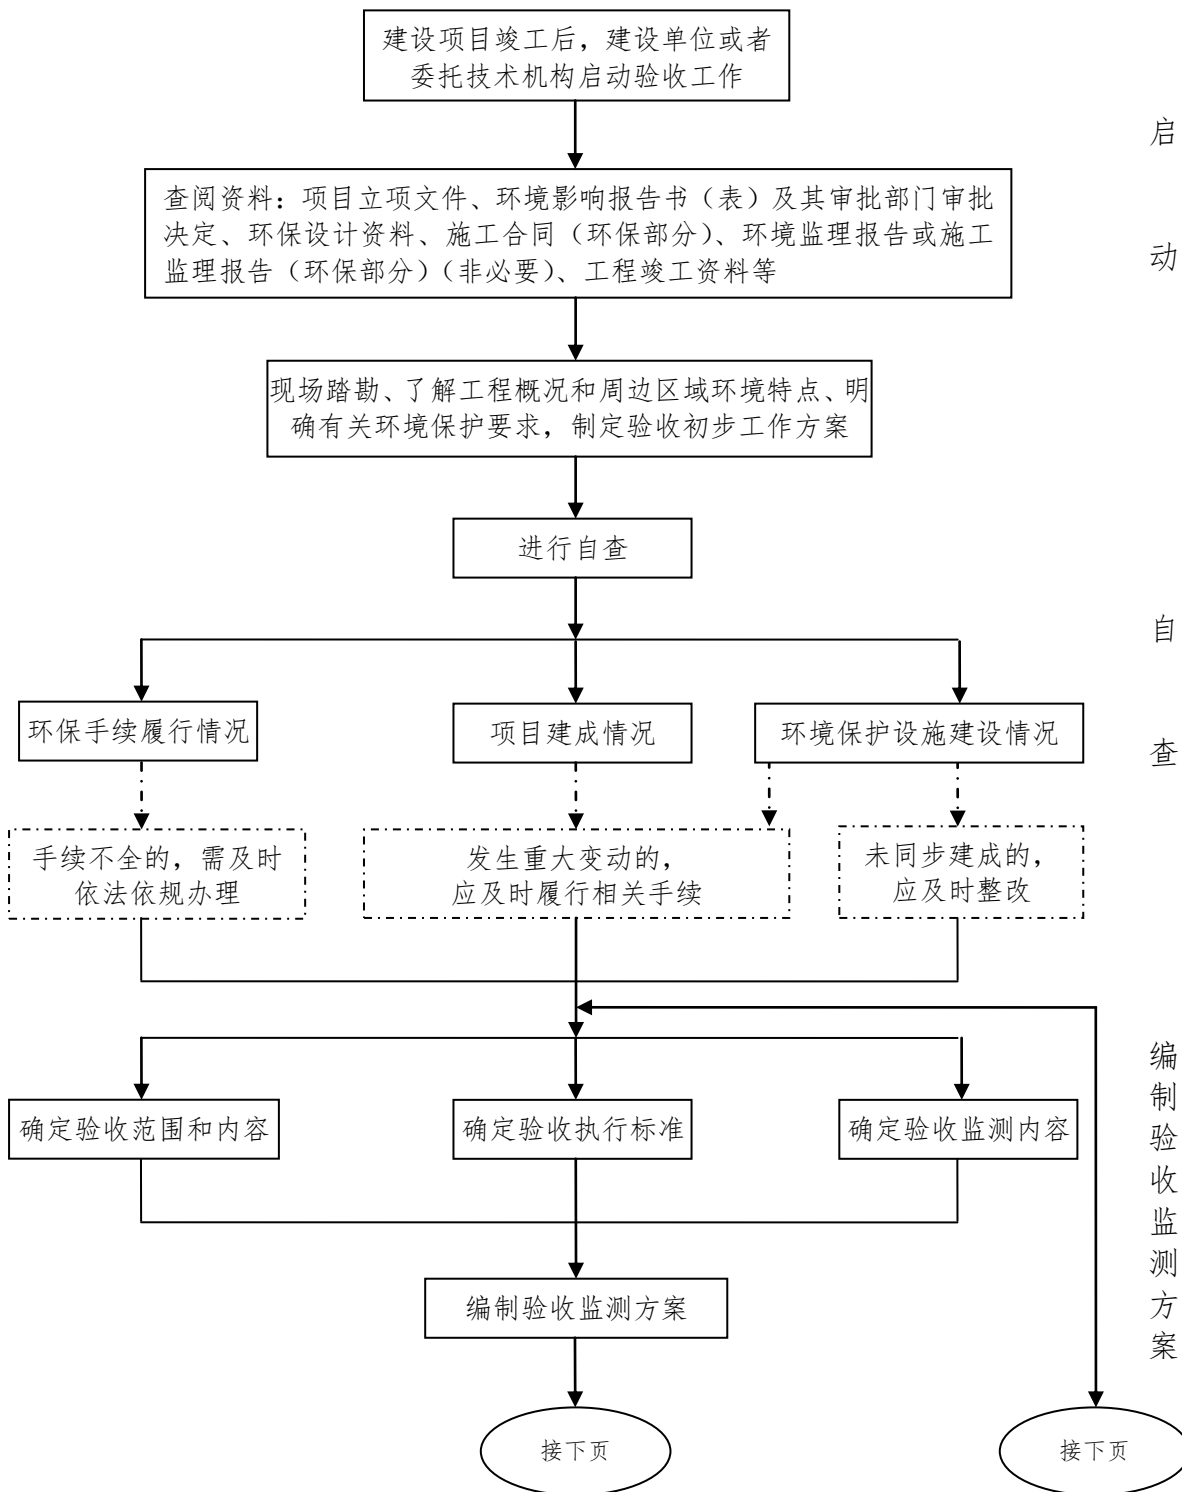 建设项目竣工后，建设单位或者
委托技术机构启动验收工作
启
动
查阅资料：项目立项文件、环境影响报告书（表）及其审批部门审批
决定、环保设计资料、施工合同（环保部分）、环境监理报告或施工
监理报告（环保部分）（非必要）、工程竣工资料等
现场踏勘、了解工程概况和周边区域环境特点、明
确有关环境保护要求，制定验收初步工作方案
进行自查
自
查
环保手续履行情况
项目建成情况
环境保护设施建设情况
手续不全的，需及时
依法依规办理
发生重大变动的，
应及时履行相关手续
未同步建成的，
应及时整改
编
制
验
收
监
测
方
案
确定验收范围和内容
确定验收执行标准
确定验收监测内容
编制验收监测方案
接下页
接下页